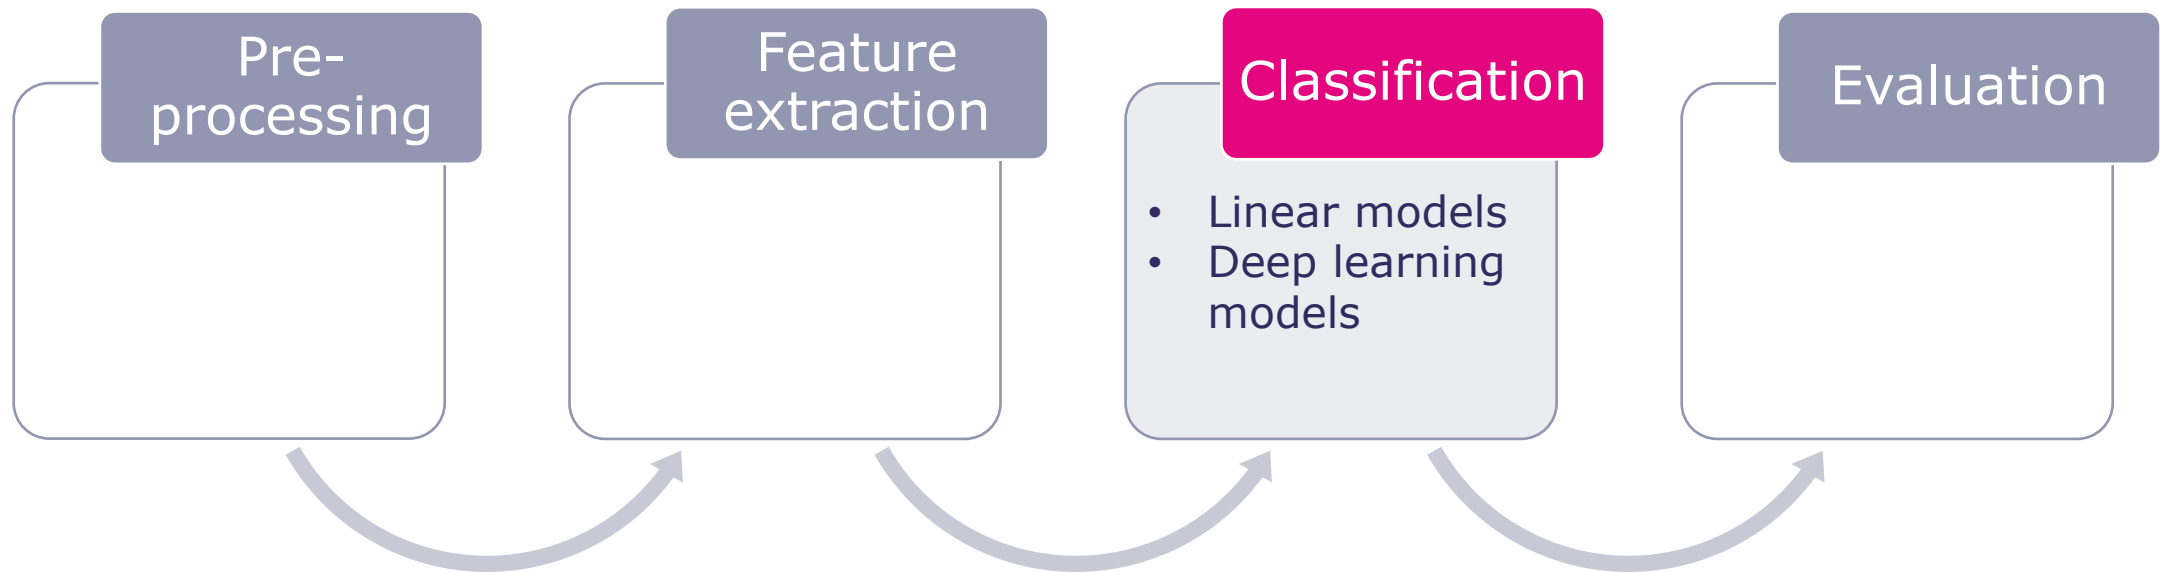 Pre-
processing
Feature
extraction
Classification
• Linear models
• Deep learning
models
Evaluation